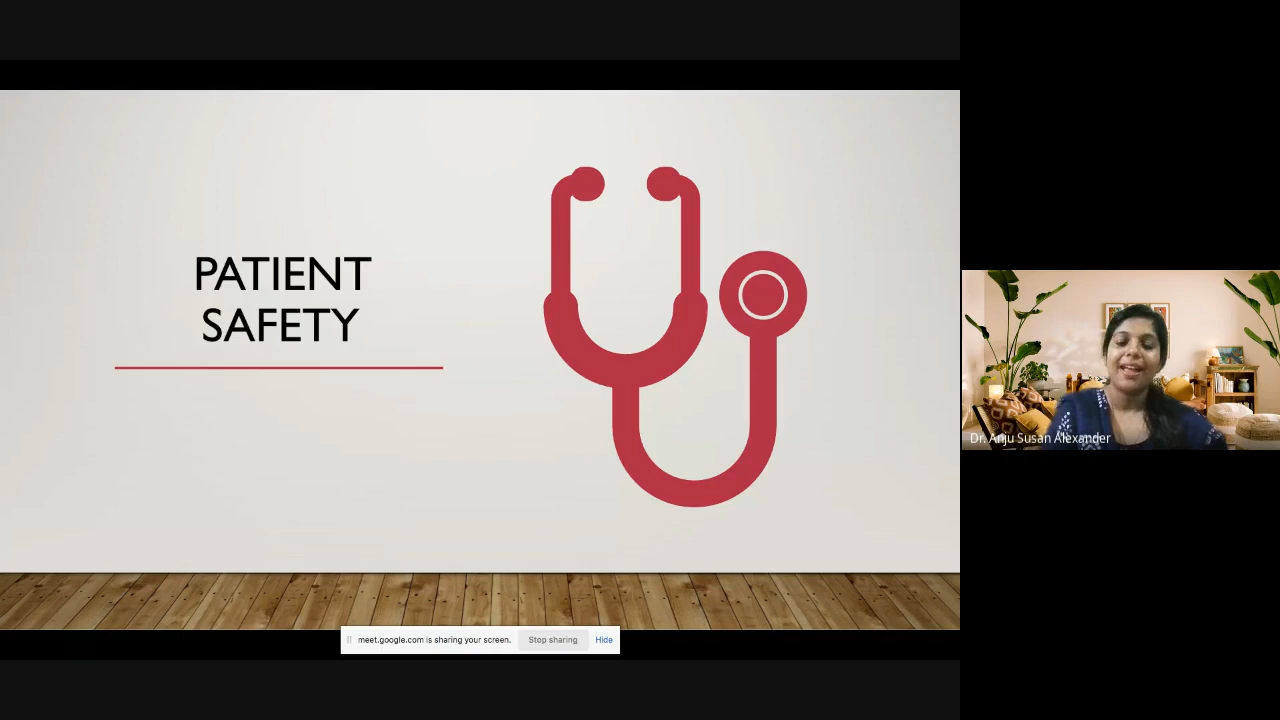 PATIENT
SAFETY
Dr. Anju Susan Alexander
meet.google.com is sharing your screen.
Stop sharing
Hide